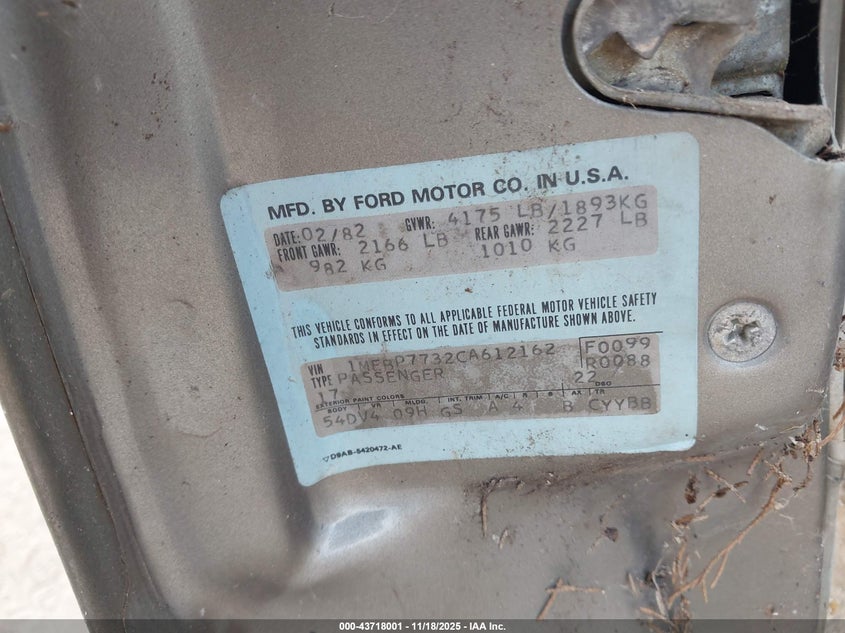 MFD. BY FORD MOTOR CO. IN U.S.A.
DATE: 02/82 GVWR: 4175 LB/1893KG
FRONT GAWR: 2166 LB REAR GAWR: 2227 LB
982 KG 1010 KG
THIS VEHICLE CONFORMS TO ALL APPLICABLE FEDERAL MOTOR VEHICLE SAFETY
STANDARDS IN EFFECT ON THE DATE OF MANUFACTURE SHOWN ABOVE.
VIN 1MEBP7732CA612162 F0099
TYPE PASSENGER R0088
17 22 DSO
EXTERIOR PAINT COLORS
BODY VR MLDG. INT. TRIM A/C R S AX TR
54D V4 09H GS A 4 B CYYBB
▽D9AB-5420472-AE
000-43718001 - 11/18/2025 - IAA Inc.